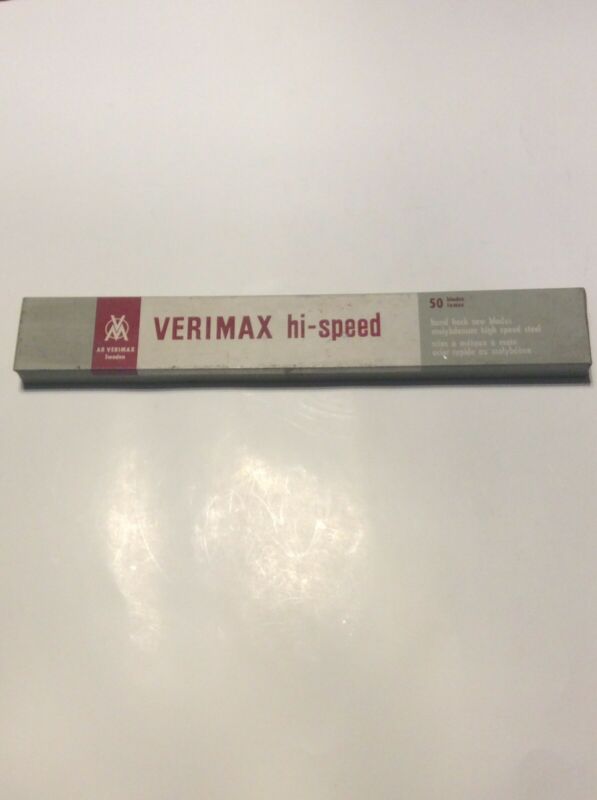 AB VERIMAX
Sweden
VERIMAX hi-speed
50 blades
lames
hand hack saw blades
molybdenum high speed steel
scies à métaux à main
acier rapide au molybdène